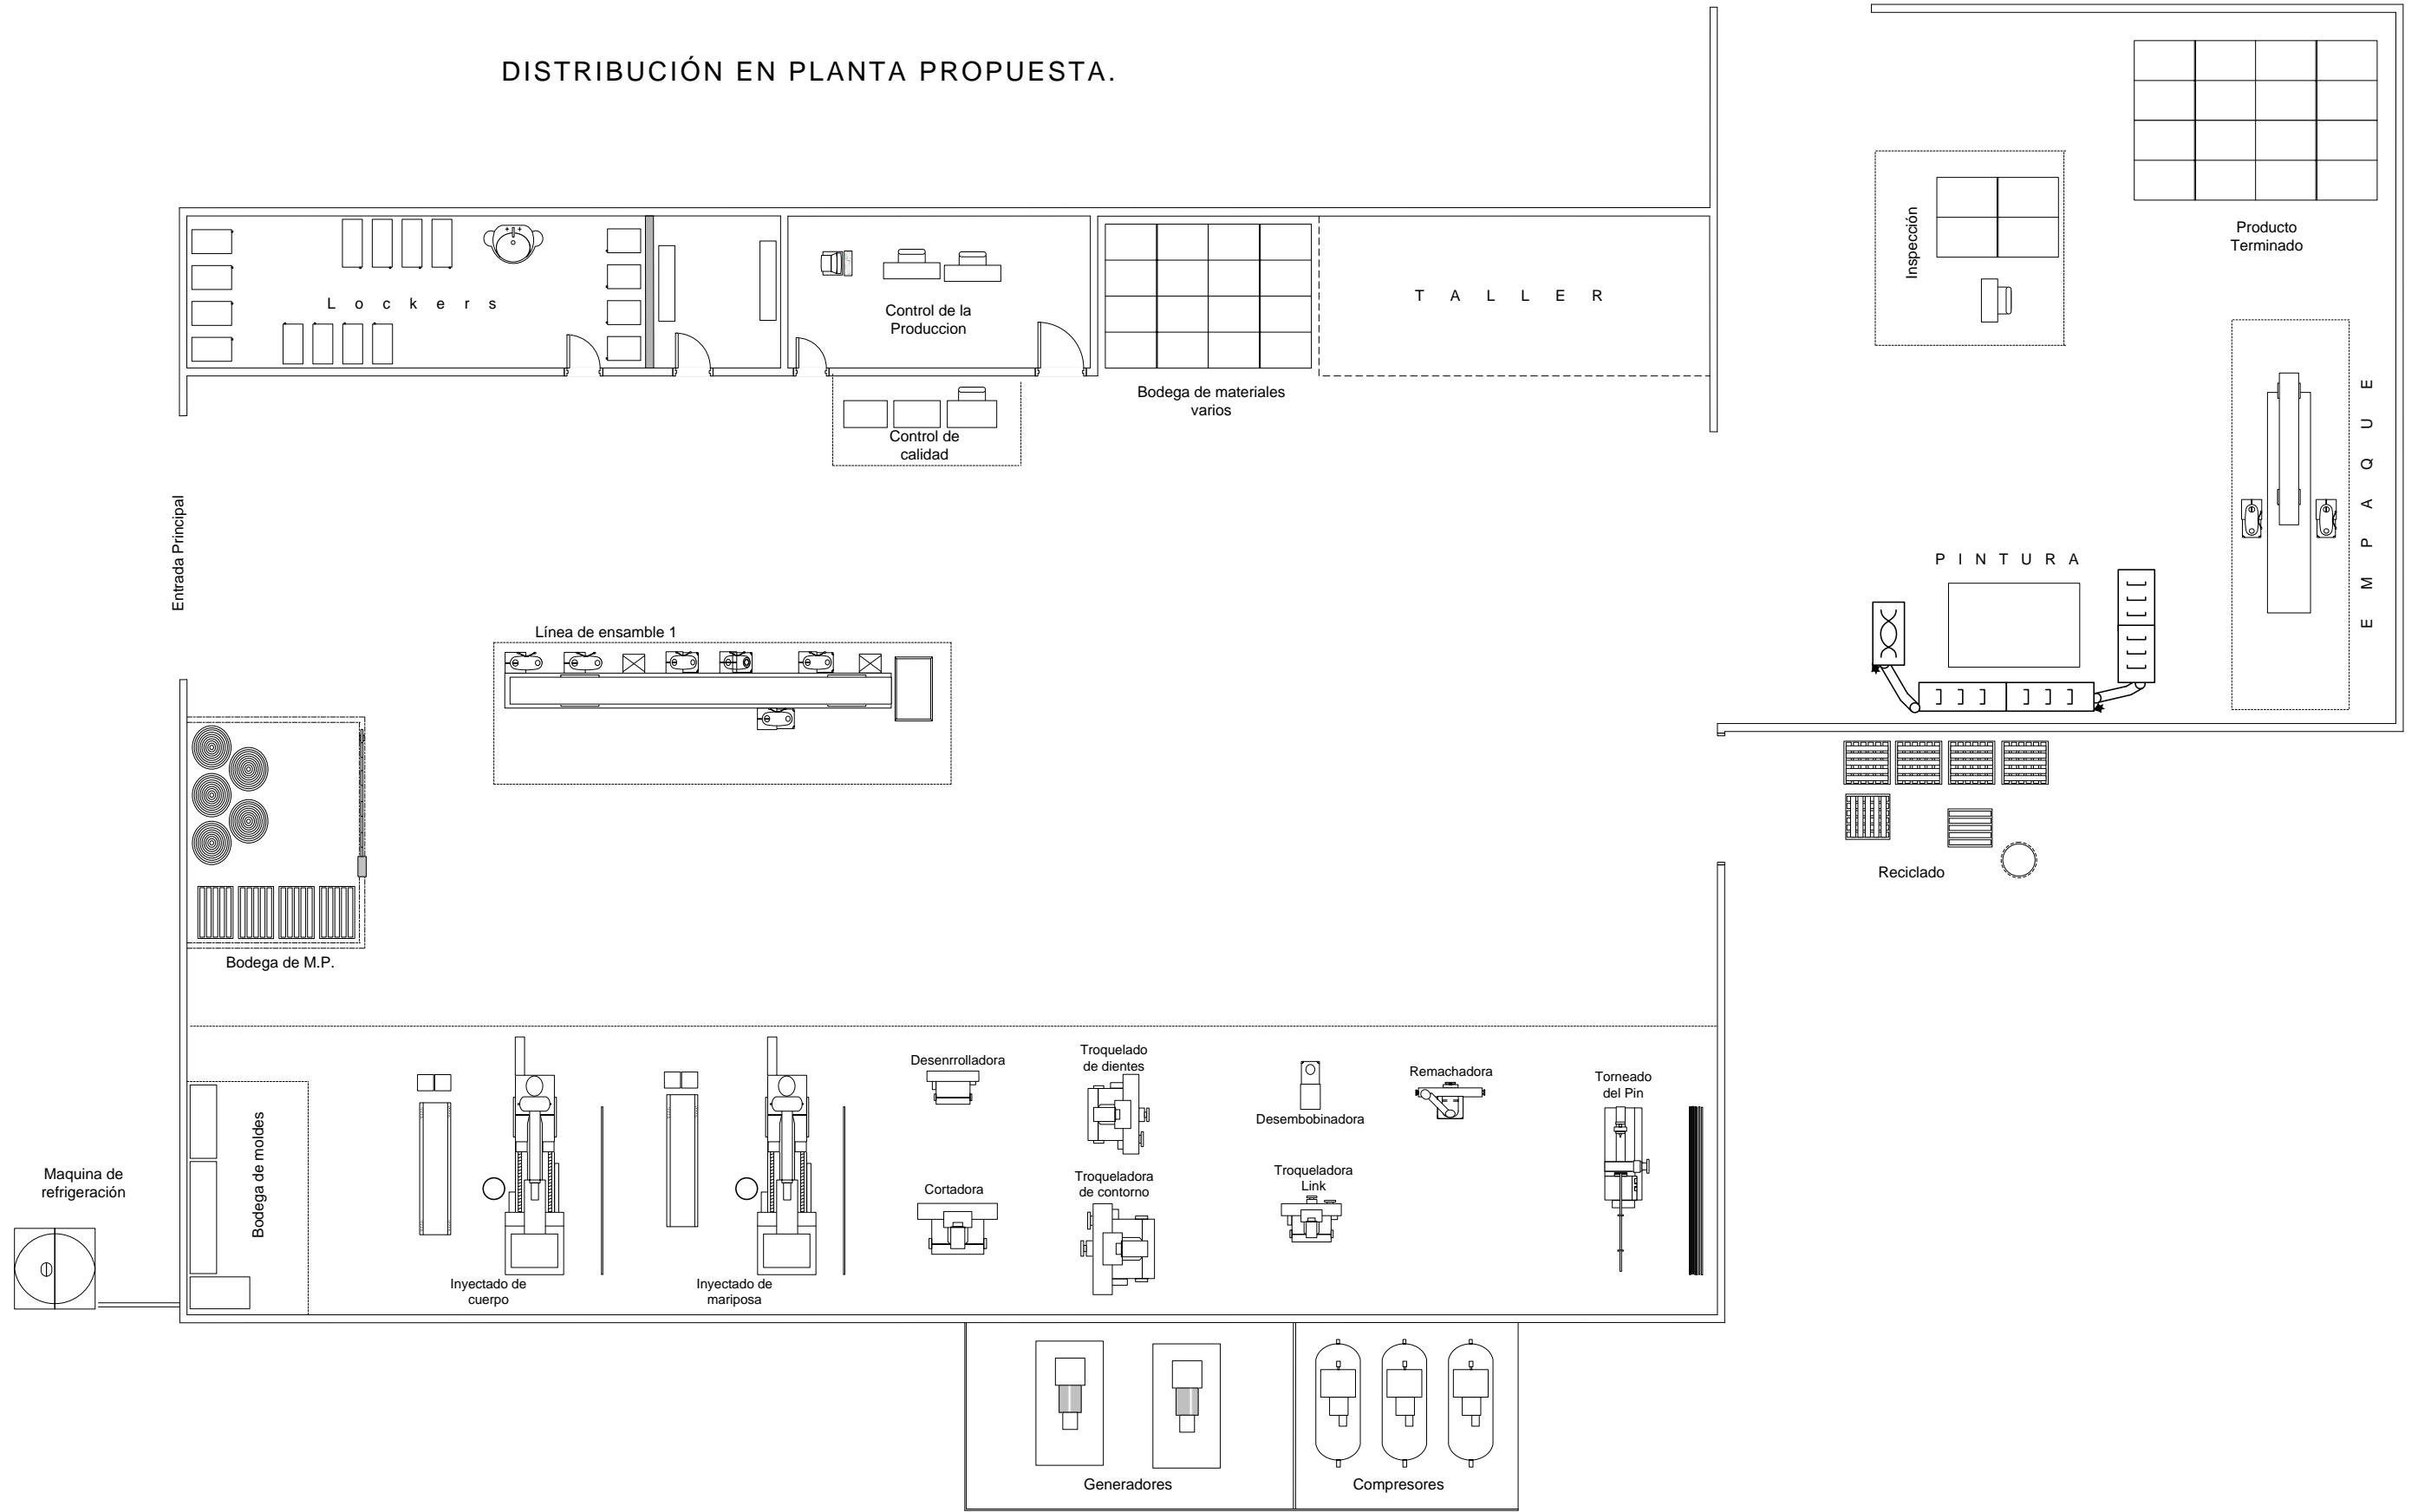 DISTRIBUCIÓN EN PLANTA PROPUESTA.
Producto
Terminado
Inspección
L o c k e r s
Control de la
Produccion
T A L L E R
Bodega de materiales
varios
Control de
calidad
E M P A Q U E
Entrada Principal
P I N T U R A
Línea de ensamble 1
Reciclado
Bodega de M.P.
Desenrrolladora
Troquelado
de dientes
Desembobinadora
Remachadora
Torneado
del Pin
Bodega de moldes
Maquina de
refrigeración
Cortadora
Troqueladora
de contorno
Troqueladora
Link
Inyectado de
cuerpo
Inyectado de
mariposa
Generadores
Compresores